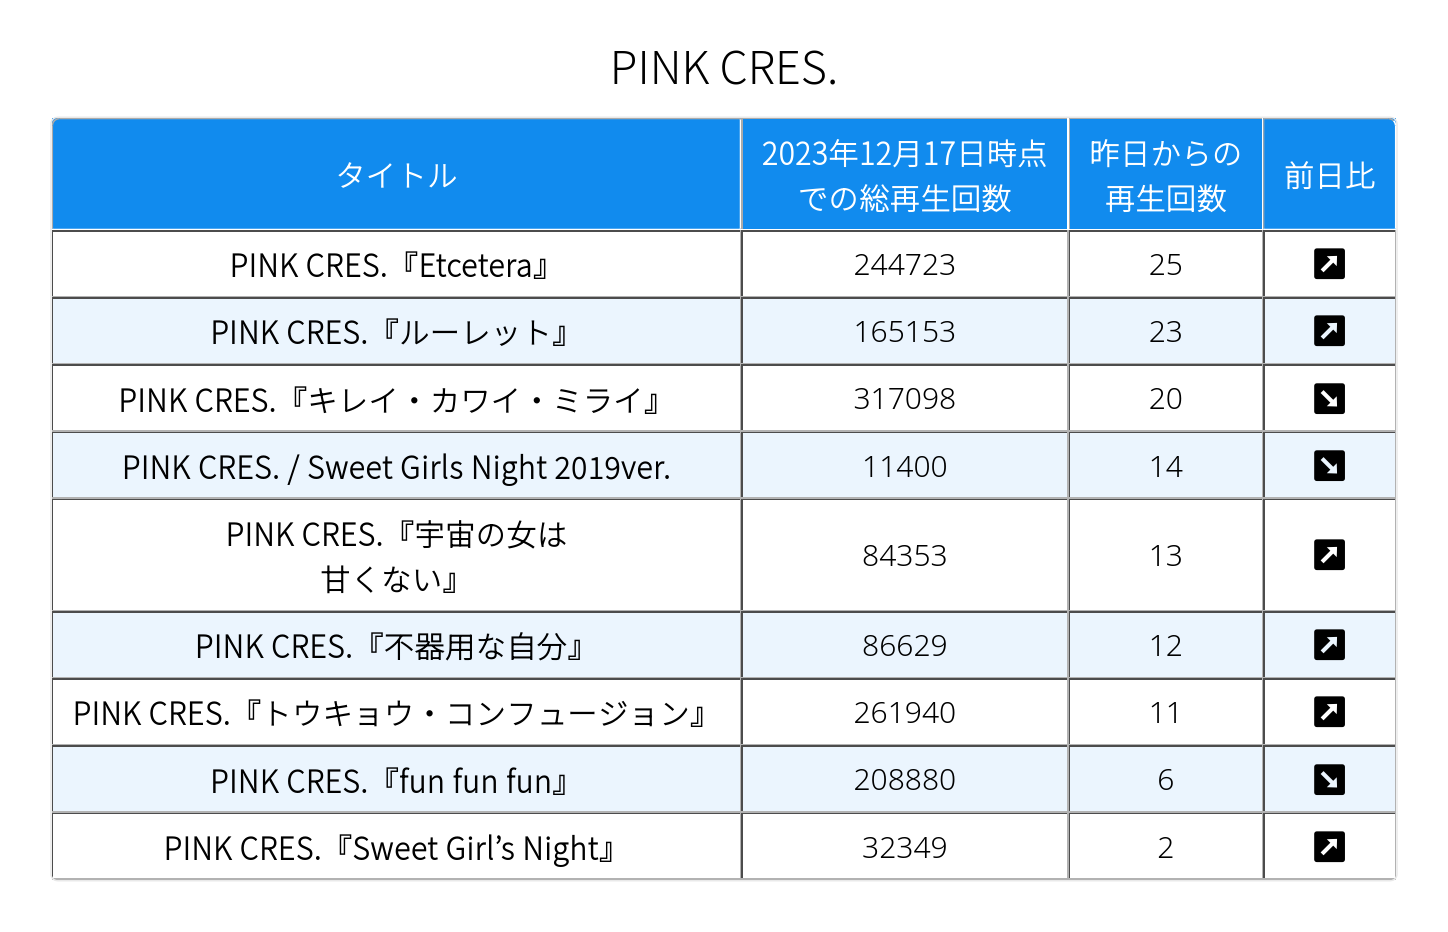 PINK CRES.
タイトル 2023年12月17日時点での総再生回数 昨日からの再生回数 前日比
PINK CRES.『Etcetera』 244723 25 ↗
PINK CRES.『ルーレット』 165153 23 ↗
PINK CRES.『キレイ・カワイ・ミライ』 317098 20 ↘
PINK CRES. / Sweet Girls Night 2019ver. 11400 14 ↘
PINK CRES.『宇宙の女は甘くない』 84353 13 ↗
PINK CRES.『不器用な自分』 86629 12 ↗
PINK CRES.『トウキョウ・コンフュージョン』 261940 11 ↗
PINK CRES.『fun fun fun』 208880 6 ↘
PINK CRES.『Sweet Girl’s Night』 32349 2 ↗